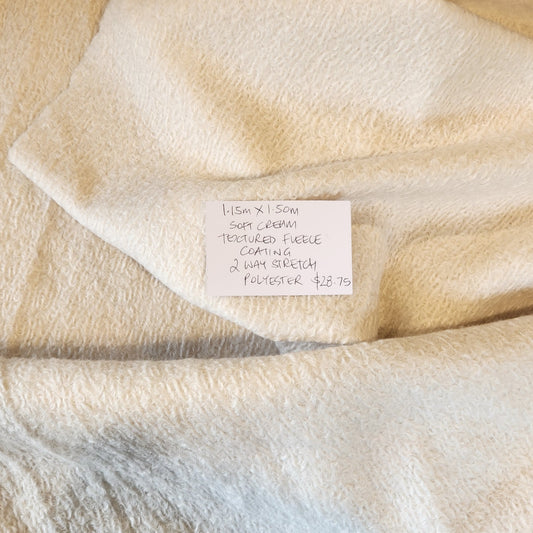 1.15m X 1.50m
SOFT CREAM
TEXTURED FLEECE
COATING
2 WAY STRETCH
POLYESTER $28.75